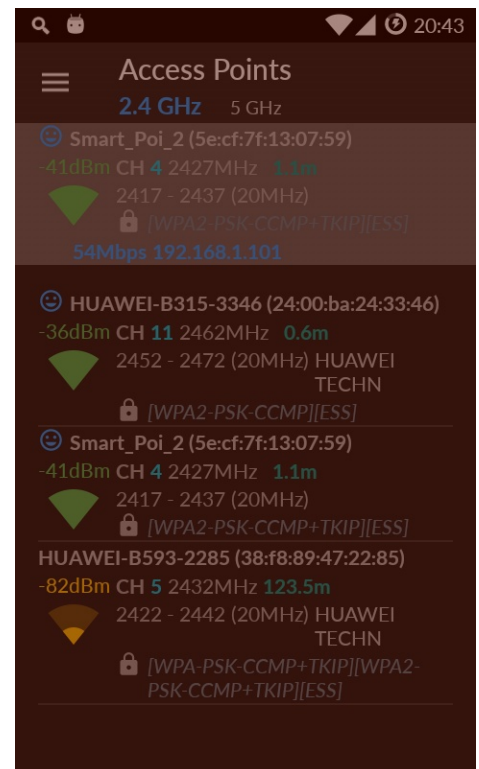 20:43
Access Points
2.4 GHz 5 GHz
Smart_Poi_2 (5e:cf:7f:13:07:59)
-41dBm CH 4 2427MHz 1.1m
2417 - 2437 (20MHz)
[WPA2-PSK-CCMP+TKIP][ESS]
54Mbps 192.168.1.101
HUAWEI-B315-3346 (24:00:ba:24:33:46)
-36dBm CH 11 2462MHz 0.6m
2452 - 2472 (20MHz) HUAWEI
TECHN
[WPA2-PSK-CCMP][ESS]
Smart_Poi_2 (5e:cf:7f:13:07:59)
-41dBm CH 4 2427MHz 1.1m
2417 - 2437 (20MHz)
[WPA2-PSK-CCMP+TKIP][ESS]
HUAWEI-B593-2285 (38:f8:89:47:22:85)
-82dBm CH 5 2432MHz 123.5m
2422 - 2442 (20MHz) HUAWEI
TECHN
[WPA-PSK-CCMP+TKIP][WPA2-
PSK-CCMP+TKIP][ESS]